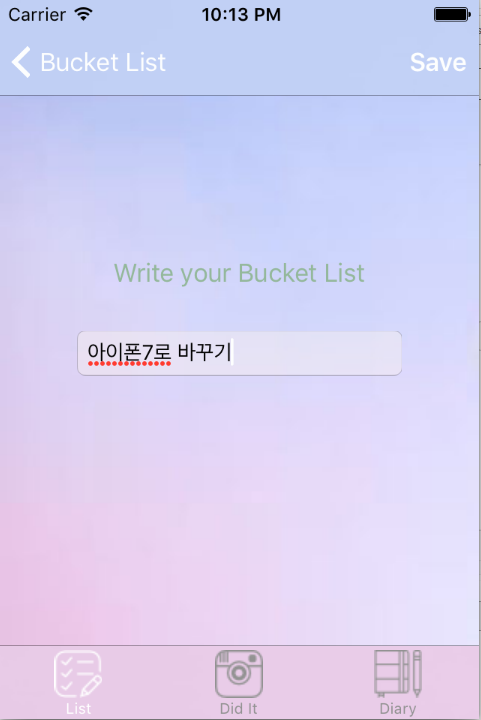 Carrier 10:13 PM
Bucket List Save
Write your Bucket List
아이폰7로 바꾸기
List Did It Diary